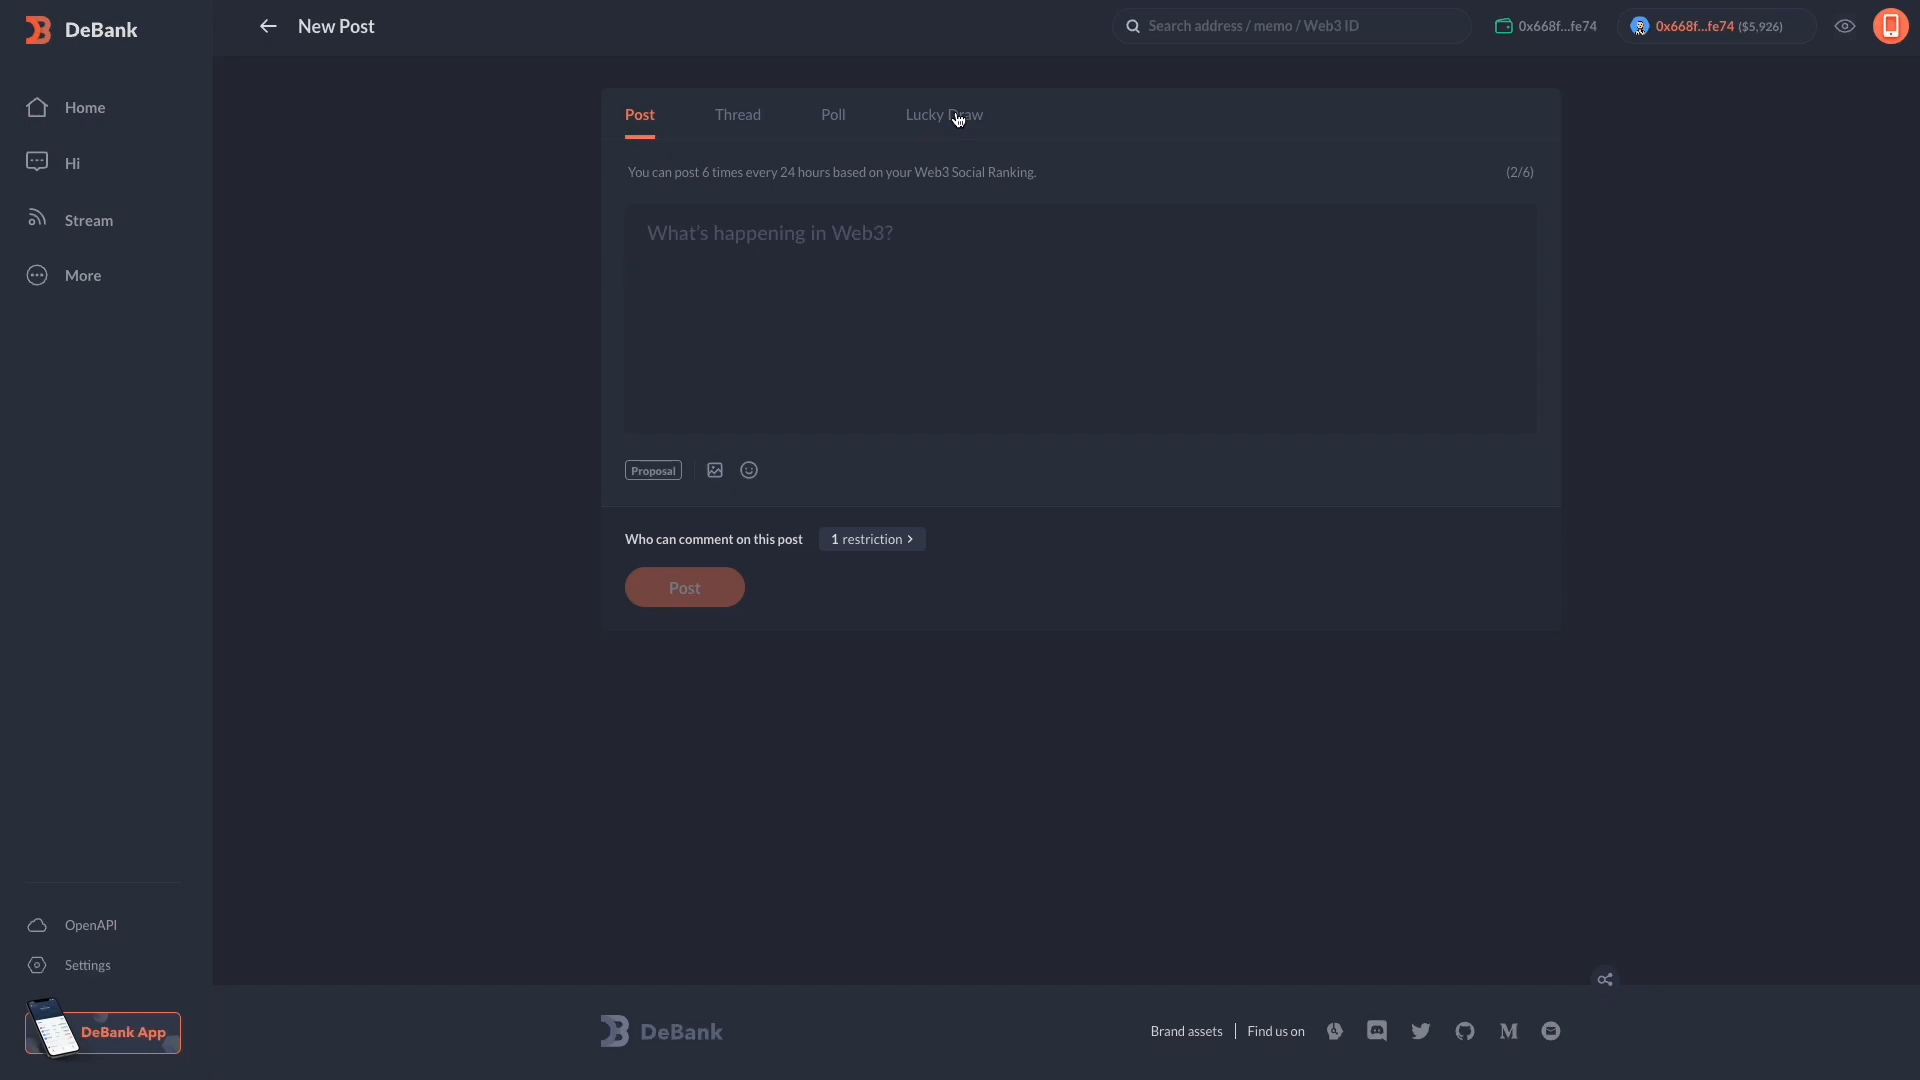 DeBank
New Post
Search address / memo / Web3 ID
0x668f...fe74
0x668f...fe74 ($5,926)
Home
Hi
Stream
More
Post
Thread
Poll
Lucky Draw
You can post 6 times every 24 hours based on your Web3 Social Ranking.
(2/6)
What's happening in Web3?
Proposal
Who can comment on this post
1 restriction >
Post
OpenAPI
Settings
DeBank App
DeBank
Brand assets
Find us on